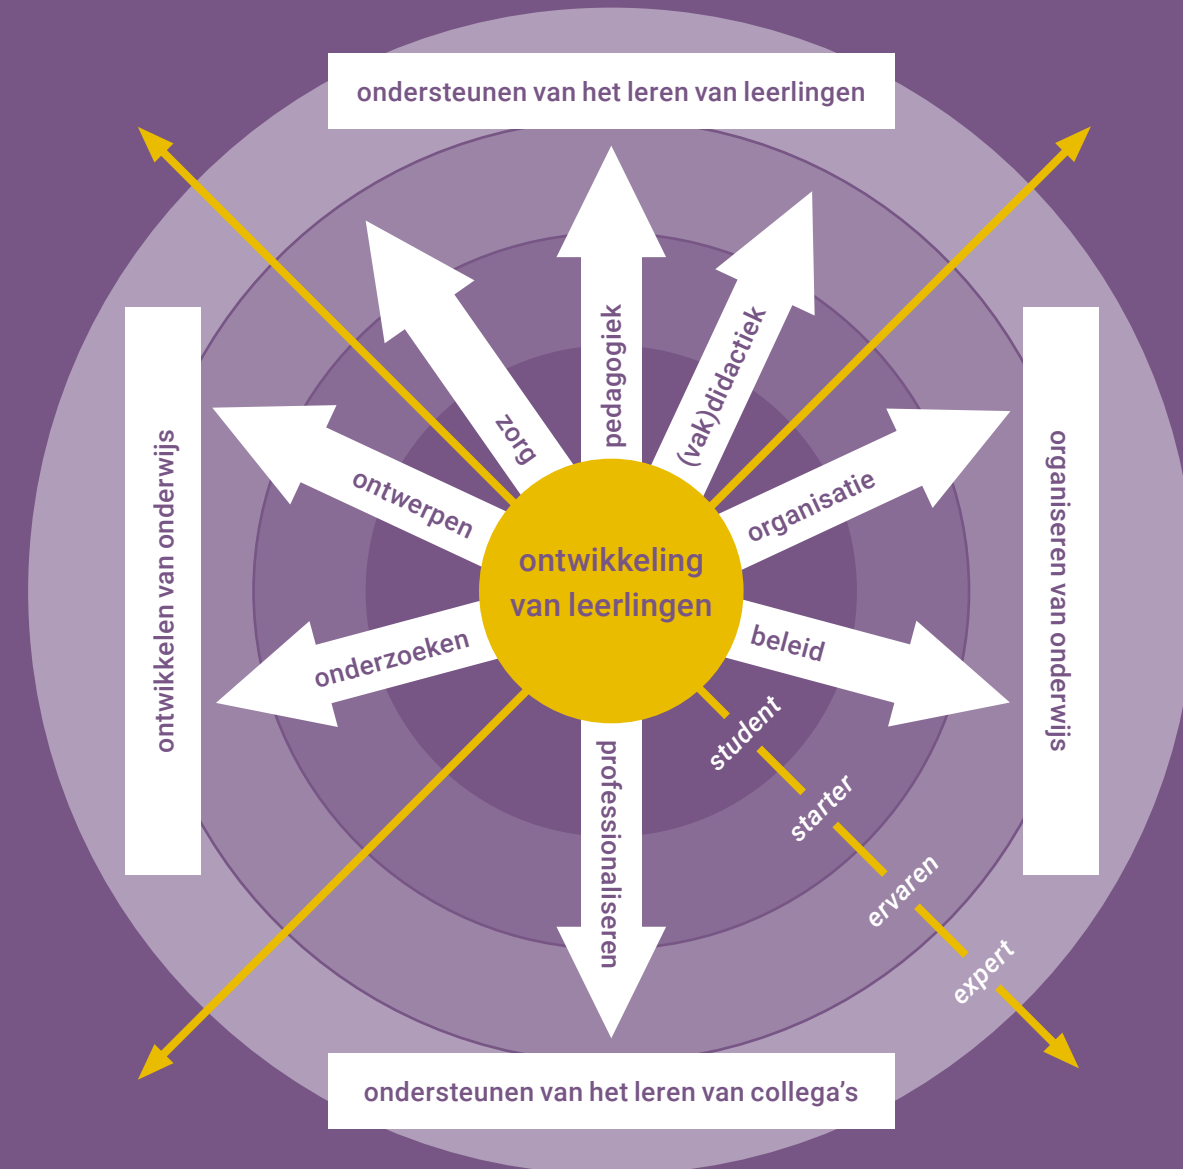 ondersteunen van het leren van leerlingen
pedagogiek
(vak)didactiek
zorg
ontwerpen
organisatie
ontwikkelen van onderwijs
organiseren van onderwijs
ontwikkeling
van leerlingen
onderzoeken
beleid
professionaliseren
student
starter
ervaren
expert
ondersteunen van het leren van collega’s